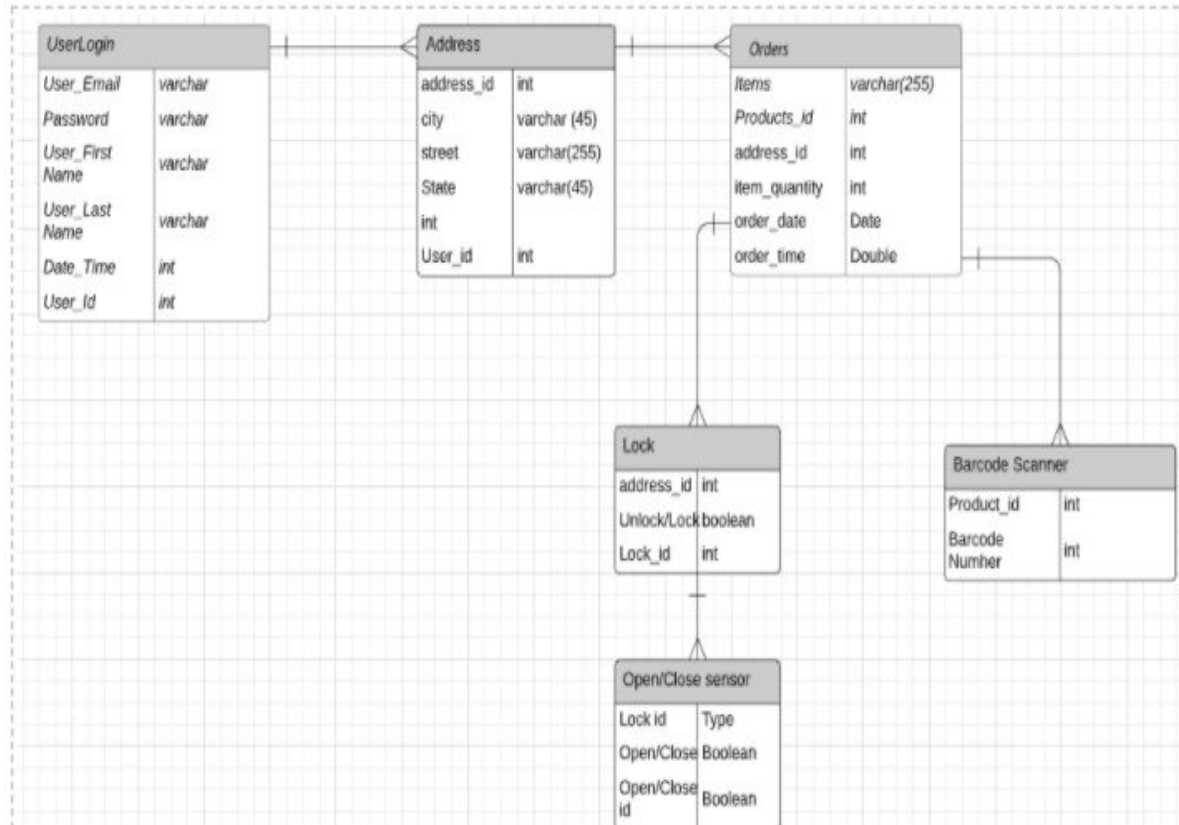 UserLogin
User_Email varchar
Password varchar
User_First
Name varchar
User_Last
Name varchar
Date_Time int
User_Id int
Address
address_id int
city varchar (45)
street varchar(255)
State varchar(45)
int
User_id int
Orders
Items varchar(255)
Products_id int
address_id int
item_quantity int
order_date Date
order_time Double
Lock
address_id int
Unlock/Lock boolean
Lock_id int
Barcode Scanner
Product_id int
Barcode
Numher int
Open/Close sensor
Lock id Type
Open/Close Boolean
Open/Close
id Boolean